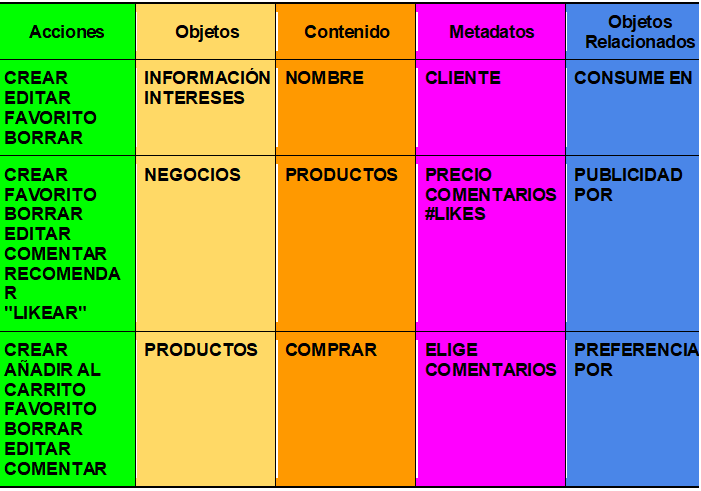 Acciones
Objetos
Contenido
Metadatos
Objetos
Relacionados
CREAR
EDITAR
FAVORITO
BORRAR
INFORMACIÓN
INTERESES
NOMBRE
CLIENTE
CONSUME EN
CREAR
FAVORITO
BORRAR
EDITAR
COMENTAR
RECOMENDA
R
"LIKEAR"
NEGOCIOS
PRODUCTOS
PRECIO
COMENTARIOS
#LIKES
PUBLICIDAD
POR
CREAR
AÑADIR AL
CARRITO
FAVORITO
BORRAR
EDITAR
COMENTAR
PRODUCTOS
COMPRAR
ELIGE
COMENTARIOS
PREFERENCIA
POR